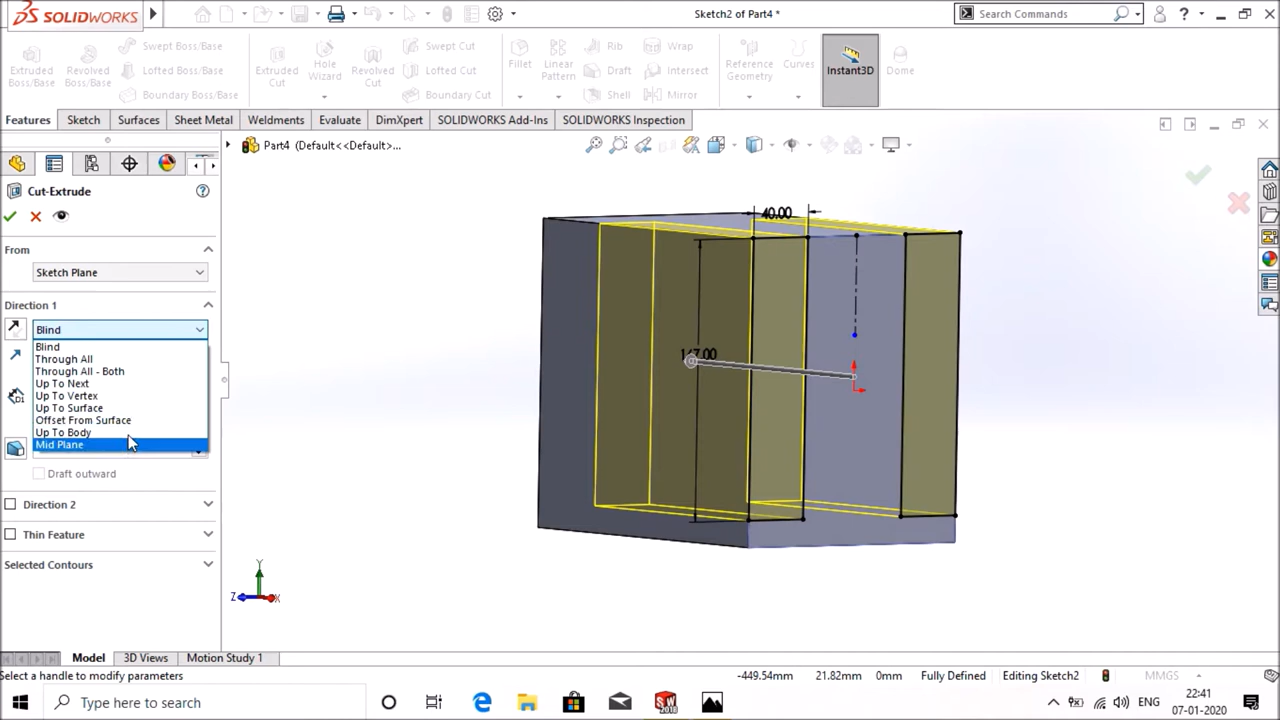 SOLIDWORKS
Sketch2 of Part4 *
Search Commands
Extruded Boss/Base
Revolved Boss/Base
Swept Boss/Base
Lofted Boss/Base
Boundary Boss/Base
Extruded Cut
Hole Wizard
Revolved Cut
Swept Cut
Lofted Cut
Boundary Cut
Fillet
Linear Pattern
Rib
Draft
Shell
Wrap
Intersect
Mirror
Reference Geometry
Curves
Instant3D
Dome
Features
Sketch
Surfaces
Sheet Metal
Weldments
Evaluate
DimXpert
SOLIDWORKS Add-Ins
SOLIDWORKS Inspection
Part4 (Default<<Default>...
Cut-Extrude
From
Sketch Plane
Direction 1
Blind
Blind
Through All
Through All - Both
Up To Next
Up To Vertex
Up To Surface
Offset From Surface
Up To Body
Mid Plane
Draft outward
Direction 2
Thin Feature
Selected Contours
40.00
Y
Z
X
Model
3D Views
Motion Study 1
Select a handle to modify parameters
-449.54mm
21.82mm
0mm
Fully Defined
Editing Sketch2
MMGS
Type here to search
SW
2018
ENG
22:41
07-01-2020